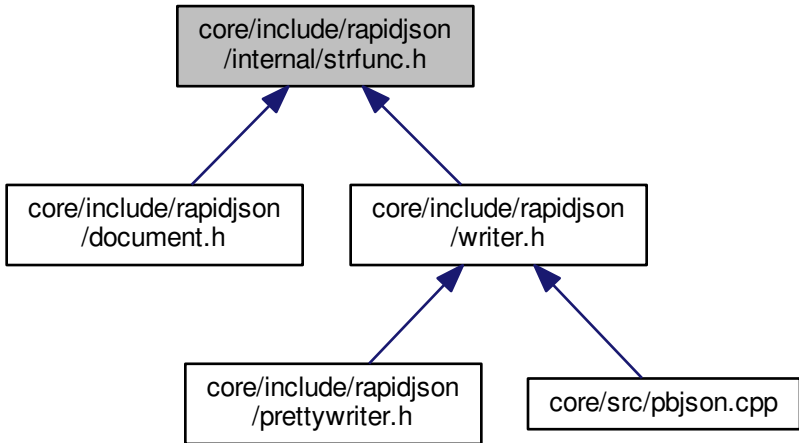 core/include/rapidjson
/internal/strfunc.h
core/include/rapidjson
/document.h
core/include/rapidjson
/writer.h
core/include/rapidjson
/prettywriter.h
core/src/pbjson.cpp